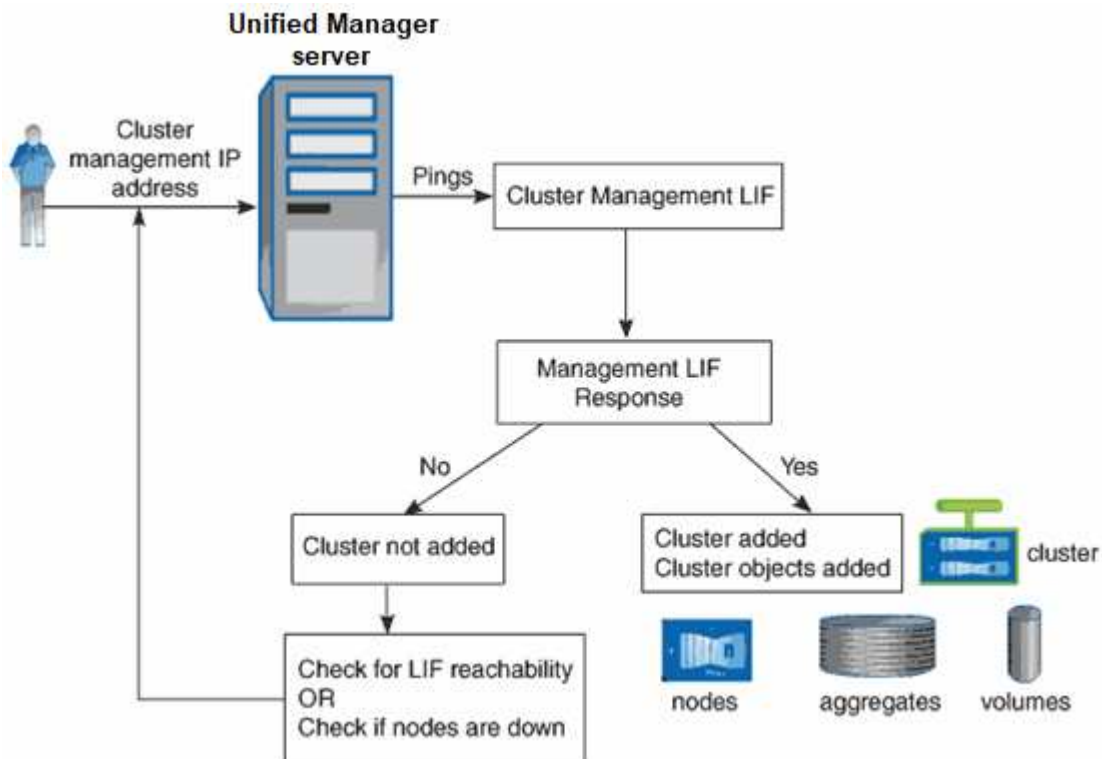 Unified Manager
server
Cluster
management IP
address
Pings
Cluster Management LIF
Management LIF
Response
No
Yes
Cluster not added
Cluster added
Cluster objects added
cluster
Check for LIF reachability
OR
Check if nodes are down
nodes
aggregates
volumes